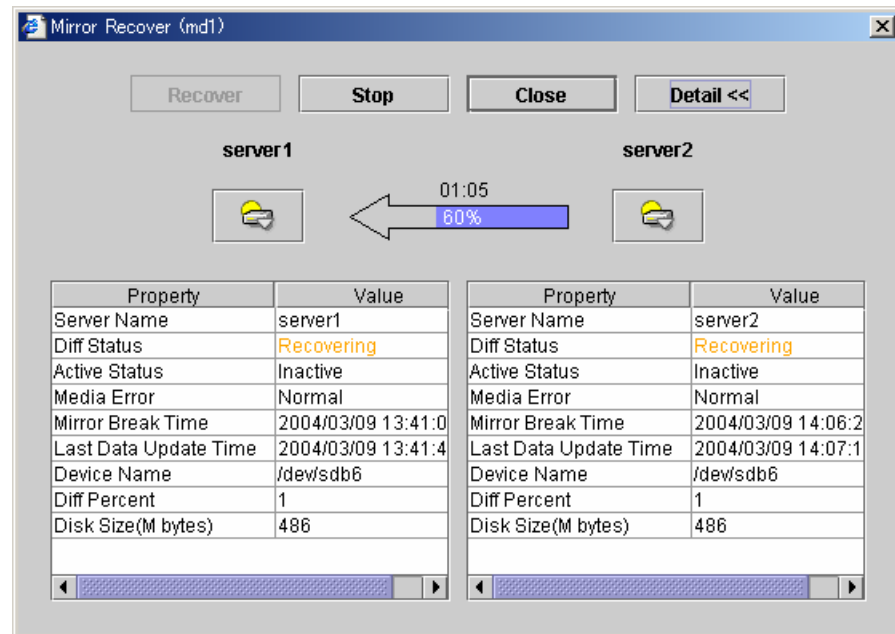 Mirror Recover (md1)
Recover Stop Close Detail <<
server1 server2
01:05
60%
Property Value Property Value
Server Name server1 Server Name server2
Diff Status Recovering Diff Status Recovering
Active Status Inactive Active Status Inactive
Media Error Normal Media Error Normal
Mirror Break Time 2004/03/09 13:41:0 Mirror Break Time 2004/03/09 14:06:2
Last Data Update Time 2004/03/09 13:41:4 Last Data Update Time 2004/03/09 14:07:1
Device Name /dev/sdb6 Device Name /dev/sdb6
Diff Percent 1 Diff Percent 1
Disk Size(M bytes) 486 Disk Size(M bytes) 486